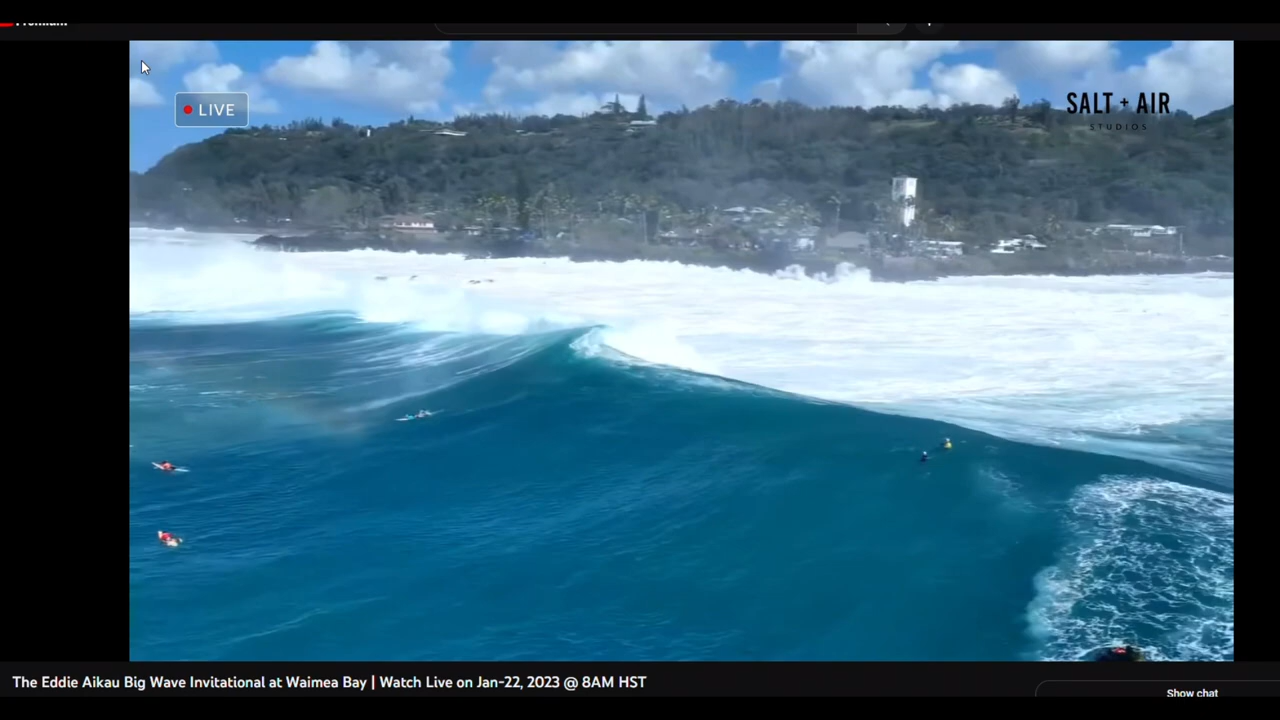 Premium
LIVE
SALT + AIR
STUDIOS
The Eddie Aikau Big Wave Invitational at Waimea Bay | Watch Live on Jan-22, 2023 @ 8AM HST
Show chat